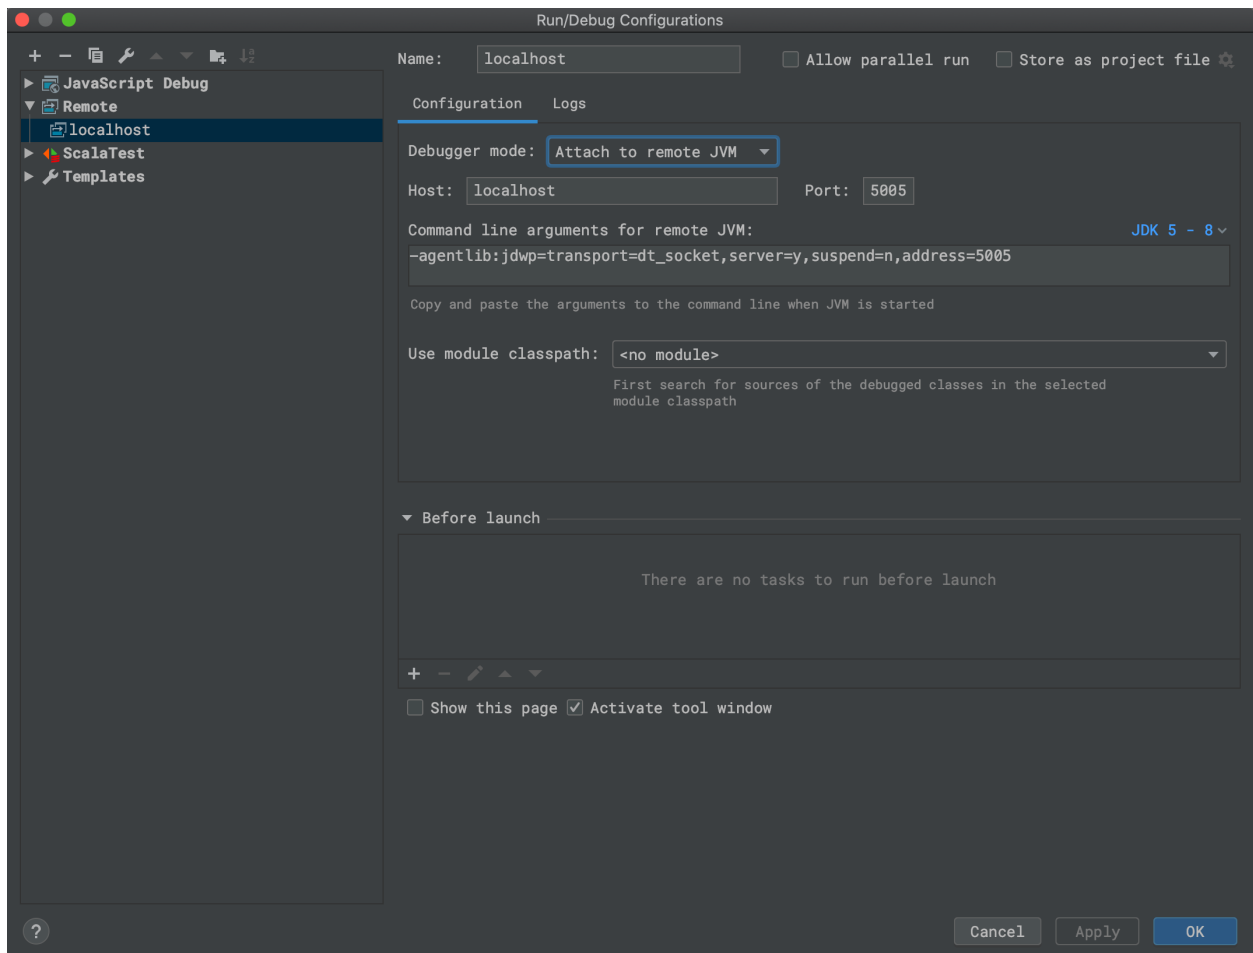 Run/Debug Configurations
Name: localhost Allow parallel run Store as project file
JavaScript Debug
Remote
localhost
ScalaTest
Templates
Configuration Logs
Debugger mode: Attach to remote JVM
Host: localhost Port: 5005
Command line arguments for remote JVM: JDK 5 - 8
-agentlib:jdwp=transport=dt_socket,server=y,suspend=n,address=5005
Copy and paste the arguments to the command line when JVM is started
Use module classpath: <no module>
First search for sources of the debugged classes in the selected
module classpath
Before launch
There are no tasks to run before launch
Show this page Activate tool window
? Cancel Apply OK